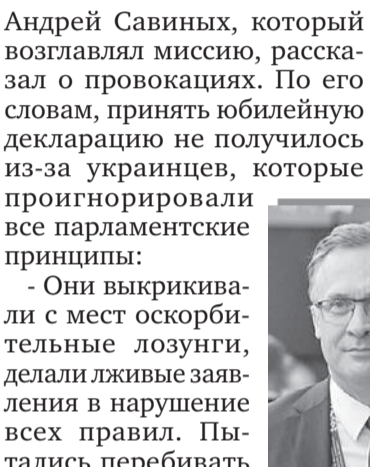 Андрей Савиных, который
возглавлял миссию, расска-
зал о провокациях. По его
словам, принять юбилейную
декларацию не получилось
из-за украинцев, которые
проигнорировали
все парламентские
принципы:
- Они выкрикива-
ли с мест оскорби-
тельные лозунги,
делали лживые заяв-
ления в нарушение
всех правил. Пы-
тались перебивать